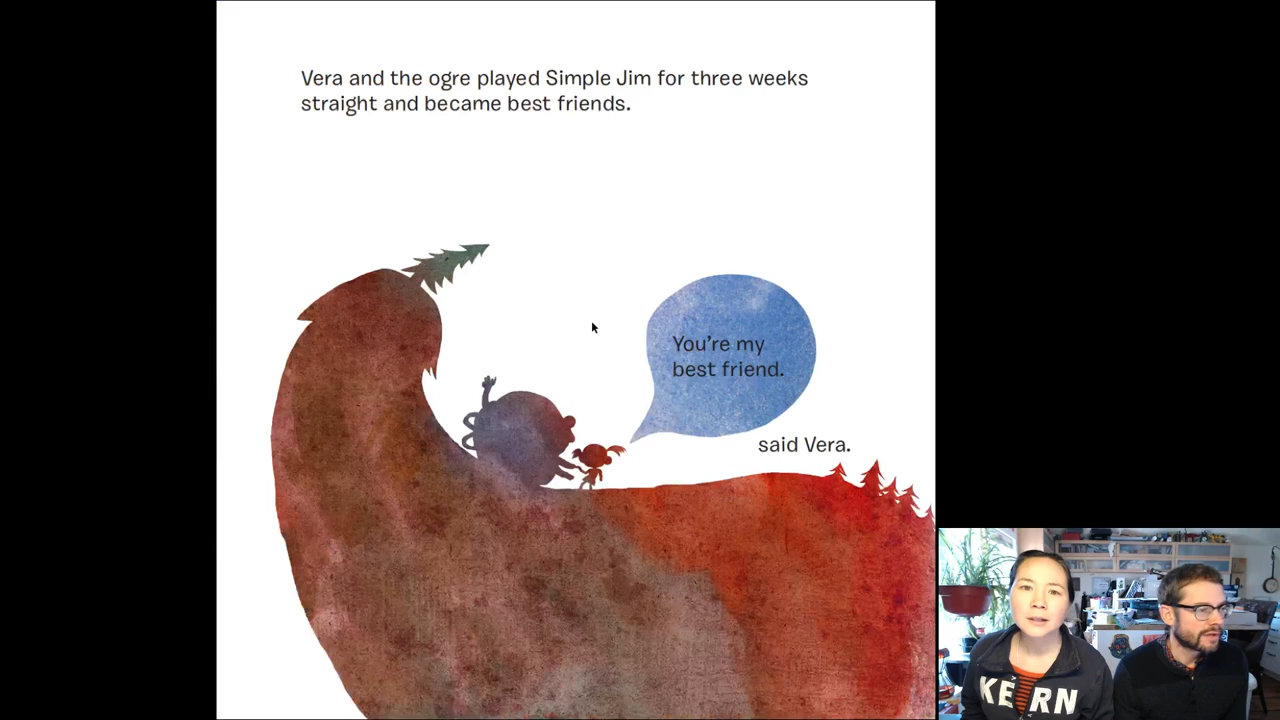 Vera and the ogre played Simple Jim for three weeks
straight and became best friends.
You're my
best friend.
said Vera.
KERN